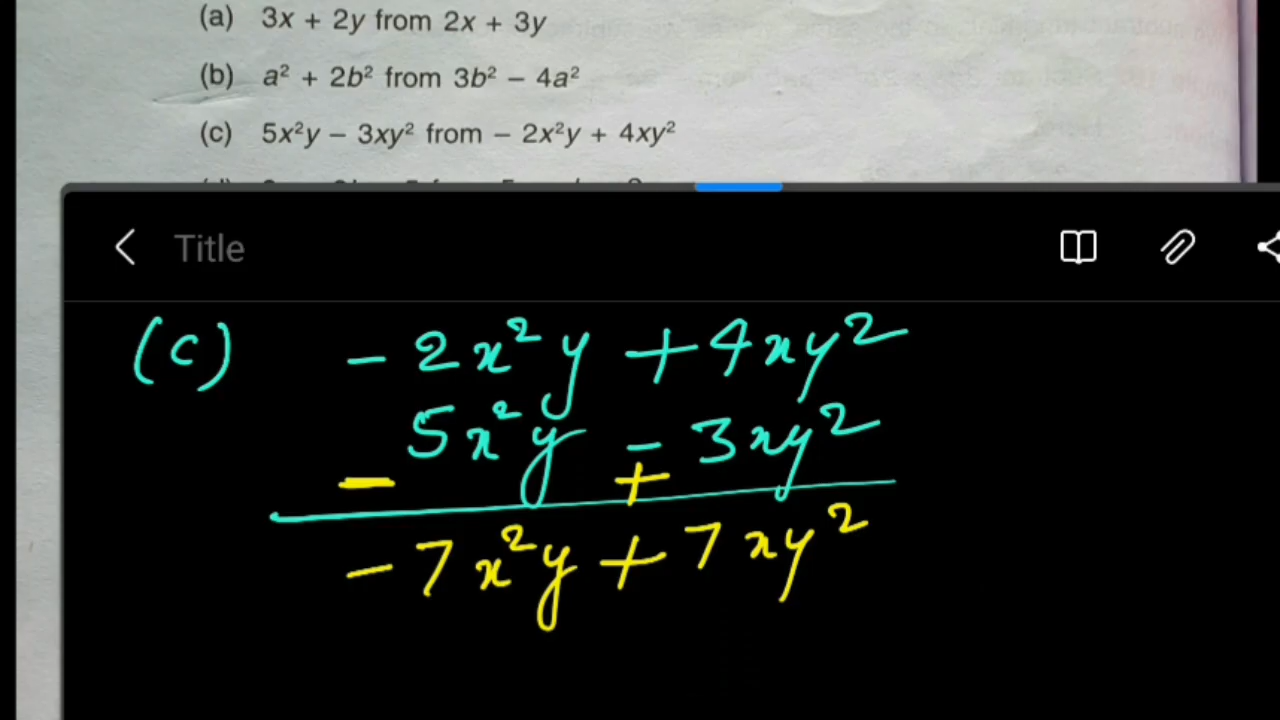 (a) 3x + 2y from 2x + 3y
(b) a² + 2b² from 3b² − 4a²
(c) 5x²y − 3xy² from − 2x²y + 4xy²
Title
(c) - 2x²y + 4xy²
5x²y - 3xy²
- +
- 7x²y + 7xy²